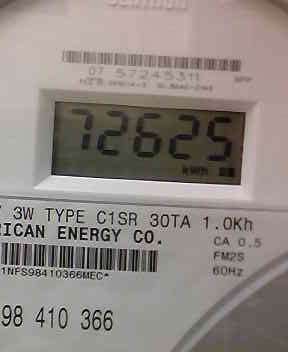 07 57245311
72625
kWh
3W TYPE C1SR 30TA 1.0Kh
RICAN ENERGY CO.
CA 0.5
FM2S
60Hz
1NFS98410366MEC*
98 410 366